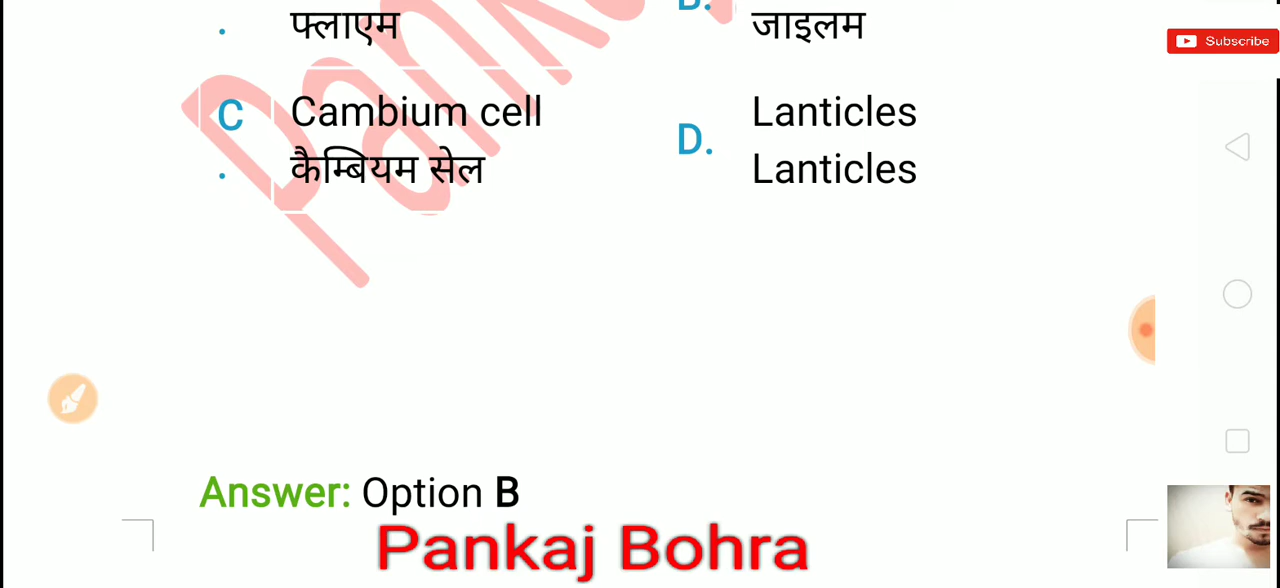 फ्लाएम
B.
जाइलम
Subscribe
C
.
Cambium cell
कैम्बियम सेल
D.
Lanticles
Lanticles
Answer: Option B
Pankaj Bohra